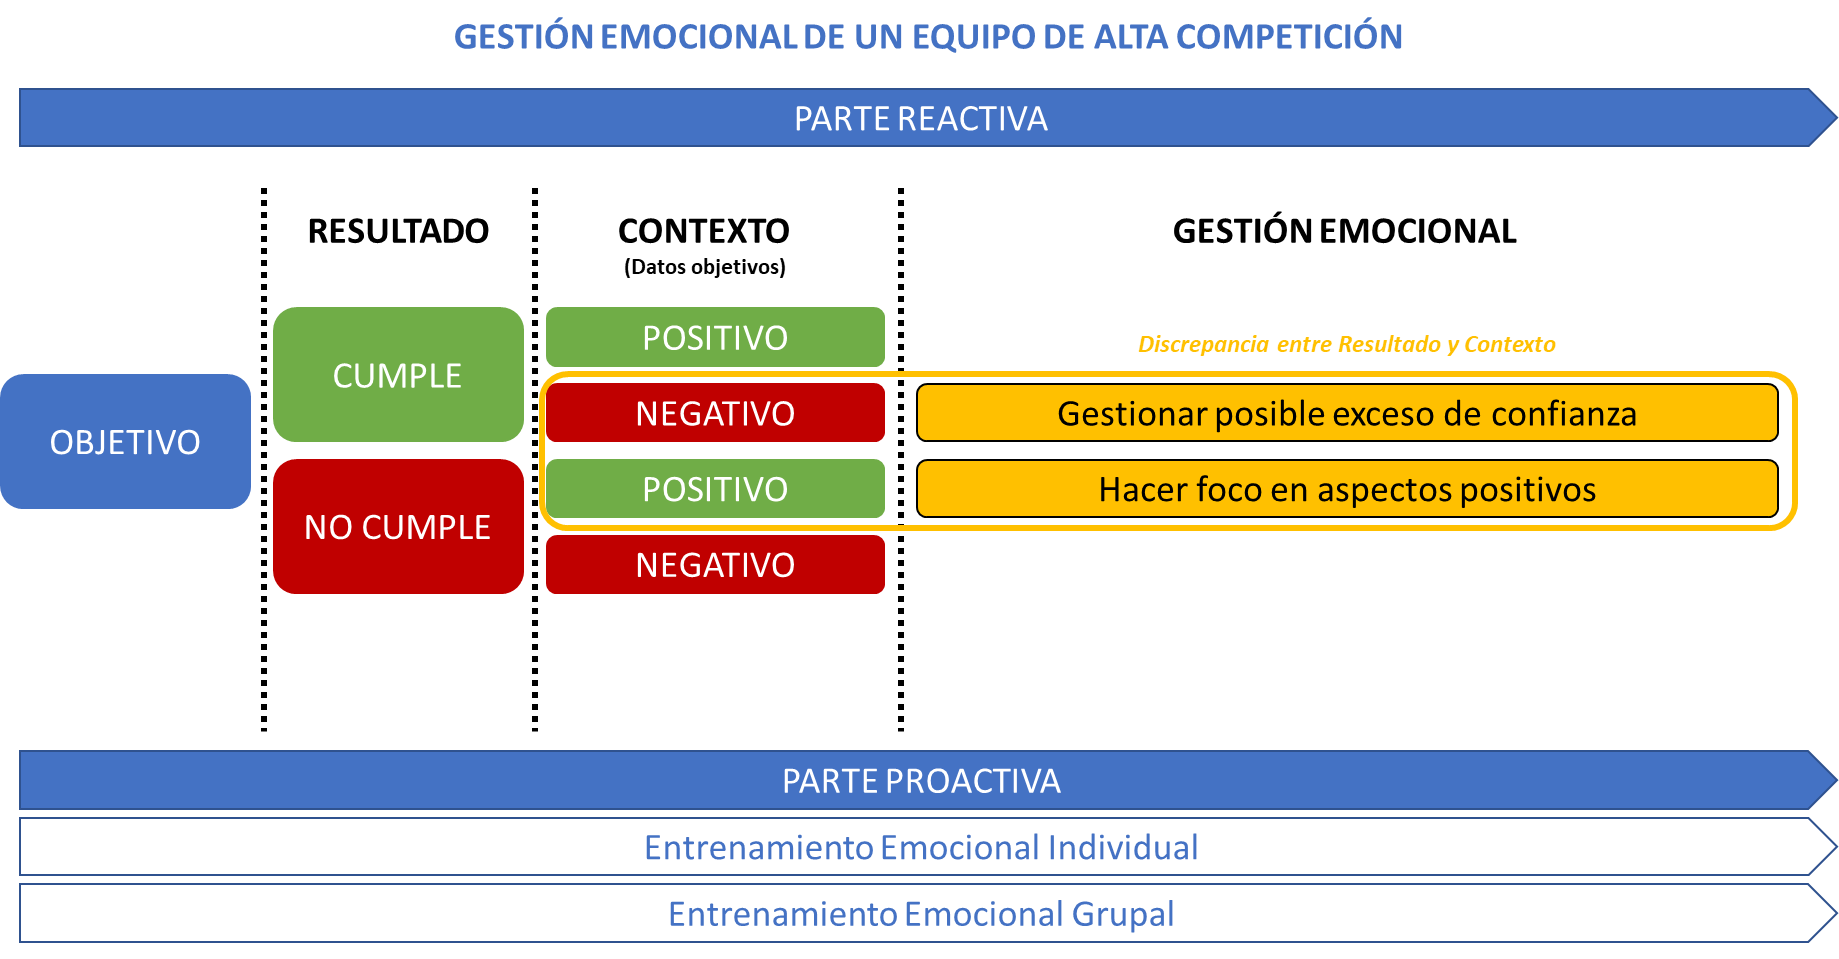 GESTIÓN EMOCIONAL DE UN EQUIPO DE ALTA COMPETICIÓN
PARTE REACTIVA
RESULTADO
CONTEXTO
(Datos objetivos)
GESTIÓN EMOCIONAL
OBJETIVO
CUMPLE
NO CUMPLE
POSITIVO
NEGATIVO
POSITIVO
NEGATIVO
Discrepancia entre Resultado y Contexto
Gestionar posible exceso de confianza
Hacer foco en aspectos positivos
PARTE PROACTIVA
Entrenamiento Emocional Individual
Entrenamiento Emocional Grupal